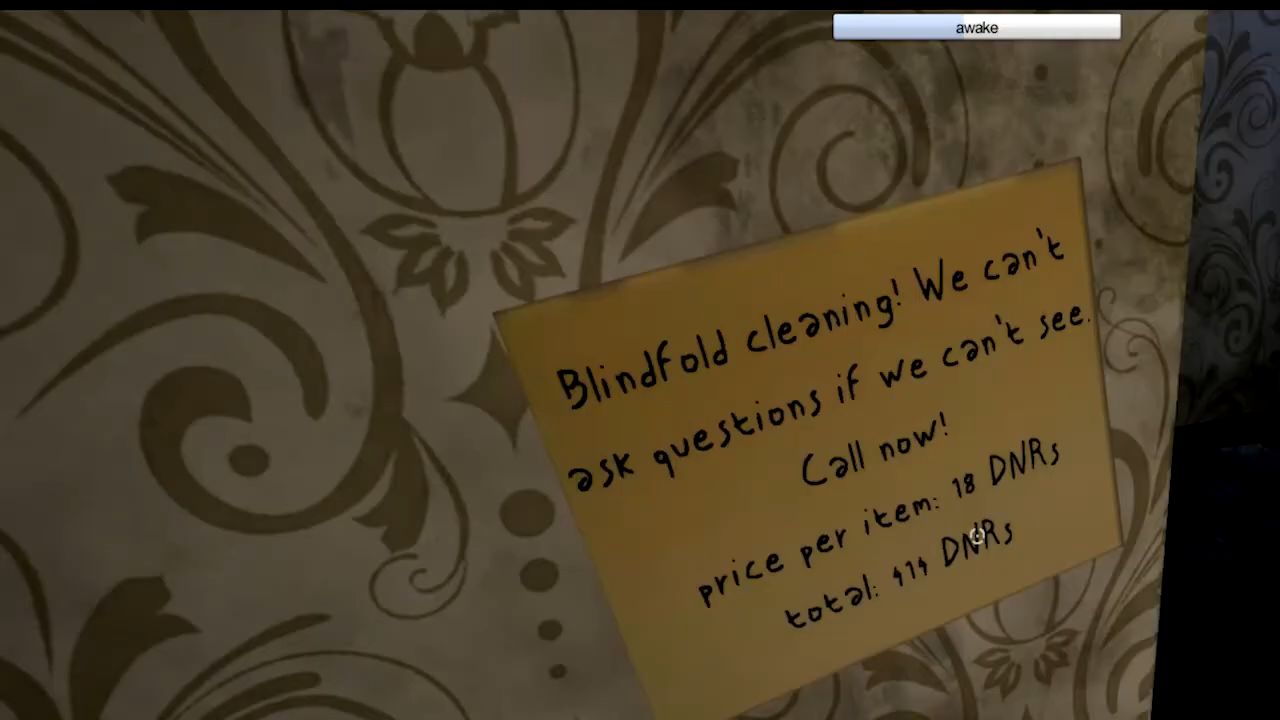 awake
Blindfold cleaning! We can't
ask questions if we can't see.
Call now!
price per item: 18 DNRs
total: 414 DNRs